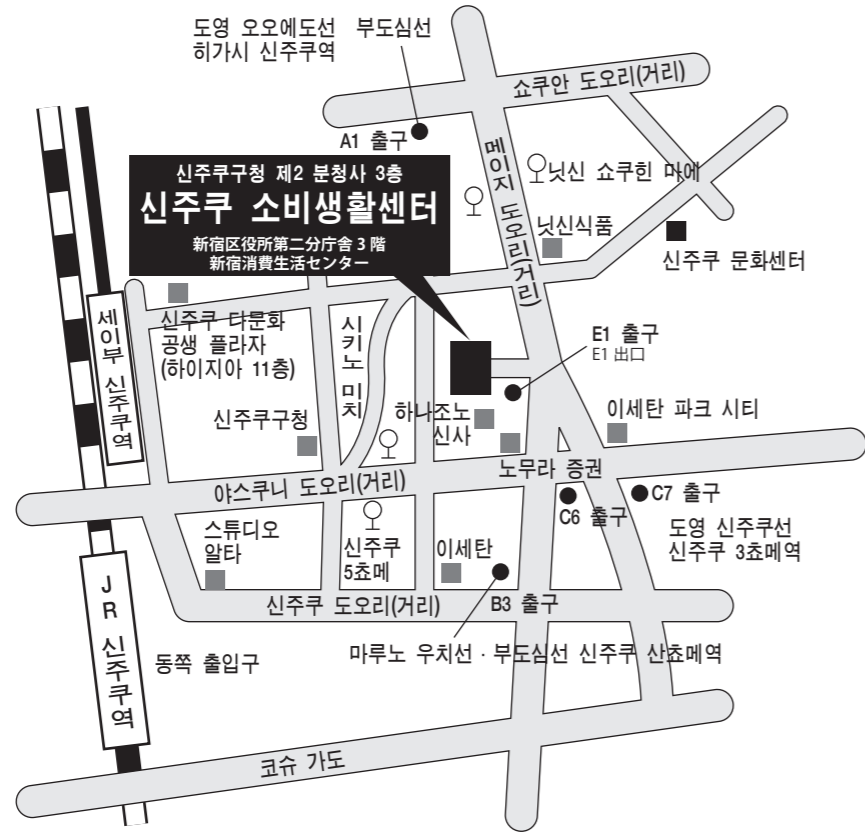 도영 오오에도선 부도심선
히가시 신주쿠역
쇼쿠안 도오리(거리)
A1 출구
메이지 도오리(거리)
닛신 쇼쿠힌 마에
신주쿠구청 제2 분청사 3층
신주쿠 소비생활센터
新宿区役所第二分庁舎3階
新宿消費生活センター
닛신식품
신주쿠 문화센터
세이부 신주쿠역
신주쿠 다문화
공생 플라자
(하이지아 11층)
시키노 미치
E1 출구
E1 出口
신주쿠구청
하나조노
신사
이세탄 파크 시티
노무라 증권
야스쿠니 도오리(거리)
C7 출구
C6 출구
스튜디오
알타
신주쿠
5쵸메
이세탄
도영 신주쿠선
신주쿠 3쵸메역
JR 신주쿠역
신주쿠 도오리(거리)
B3 출구
동쪽 출입구
마루노 우치선 · 부도심선 신주쿠 산쵸메역
코슈 가도